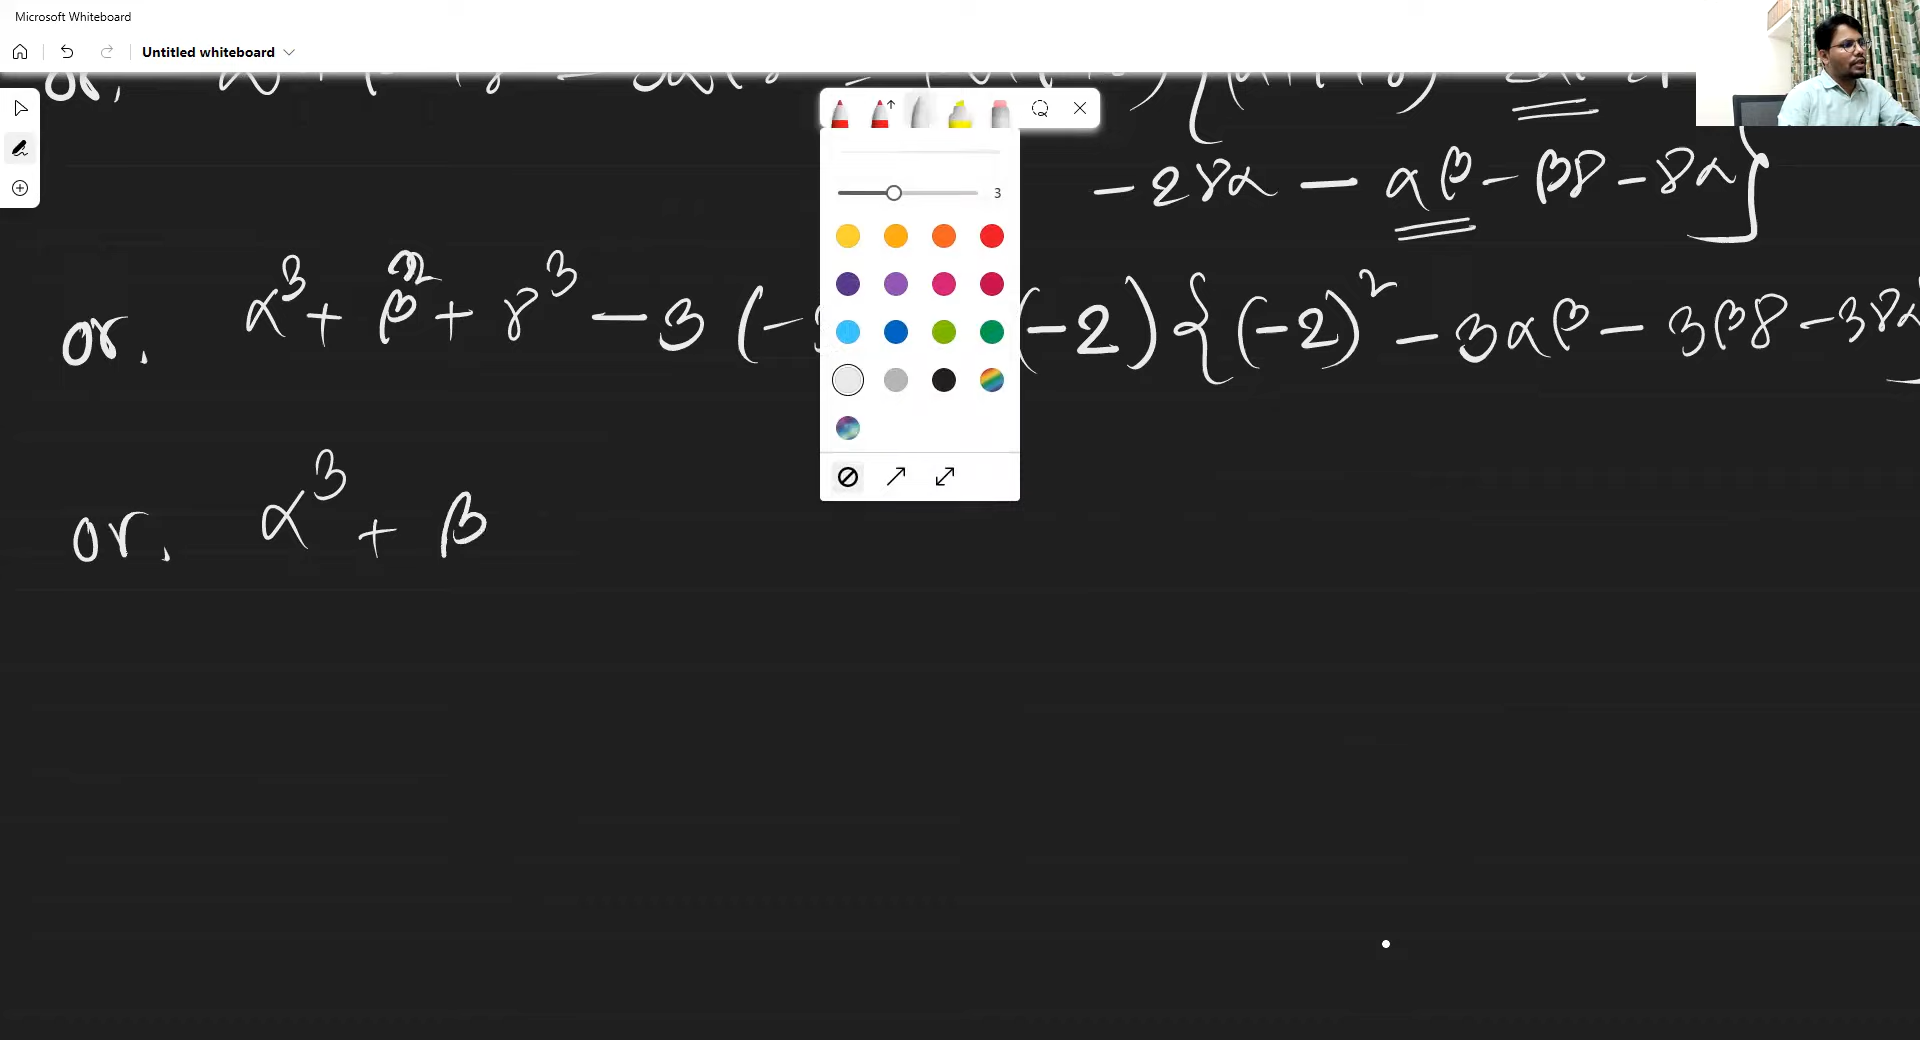 Microsoft Whiteboard
Untitled whiteboard
or,
- 2γα - αβ - βγ - γα}
3
or. α³ + β³ + γ³ - 3 (- (-2) {(-2)² - 3αβ - 3βγ - 3γα
or. α³ + β